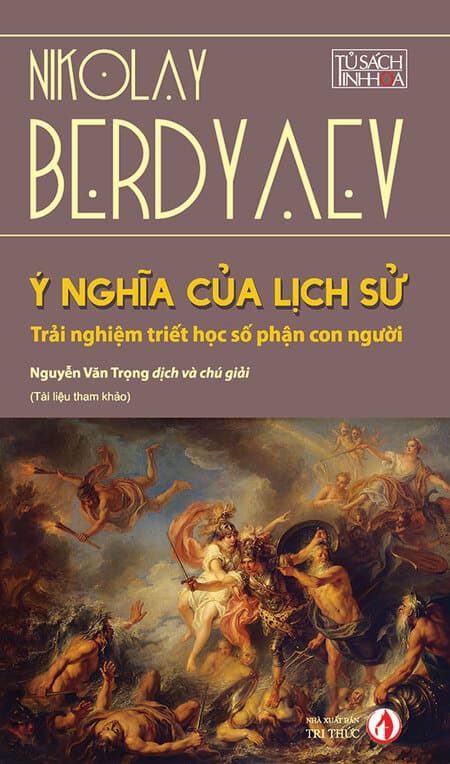 NIKOLAY
TỦ SÁCH
TINH HOA
BERDYAEV
Ý NGHĨA CỦA LỊCH SỬ
Trải nghiệm triết học số phận con người
Nguyễn Văn Trọng dịch và chú giải
(Tài liệu tham khảo)
NHÀ XUẤT BẢN
TRI THỨC